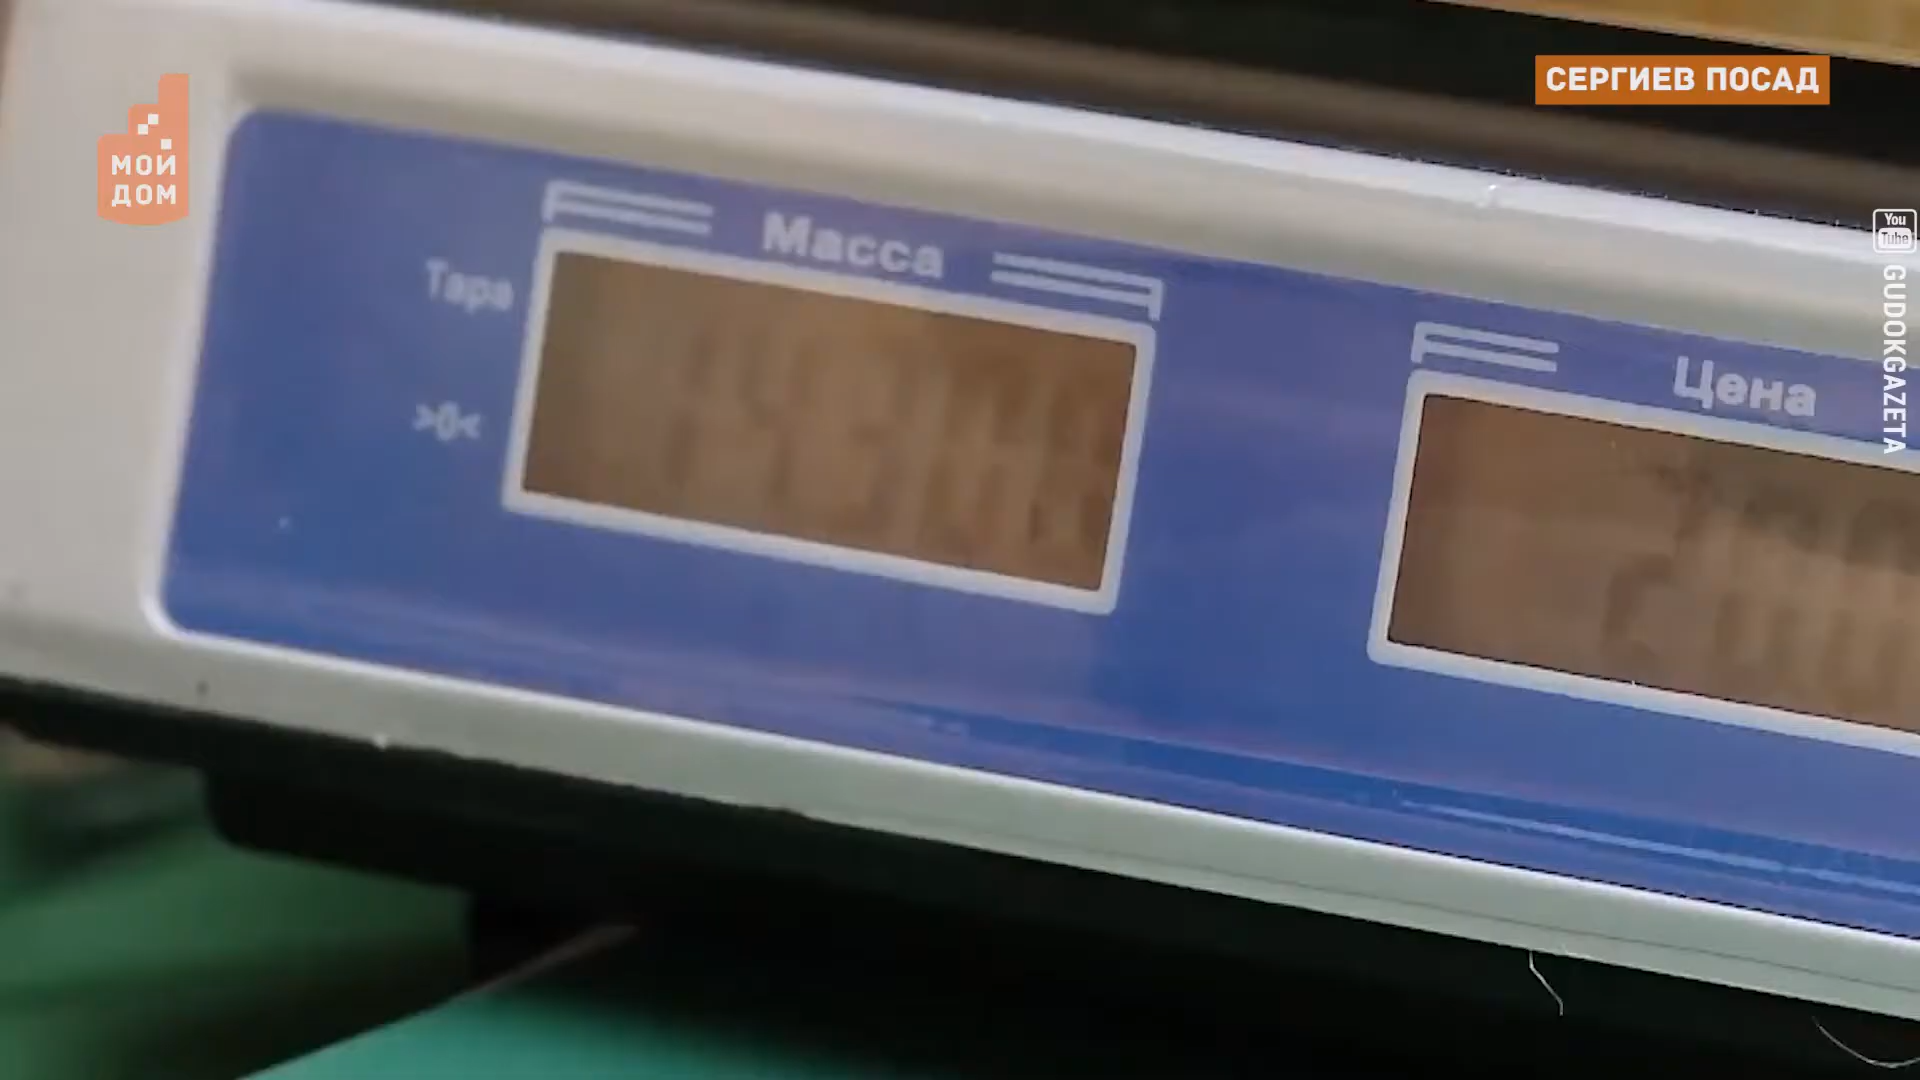 СЕРГИЕВ ПОСАД
МОЙ
ДОМ
You
Tube
GUDOKGAZETA
Масса
Тара
>0<
Цена